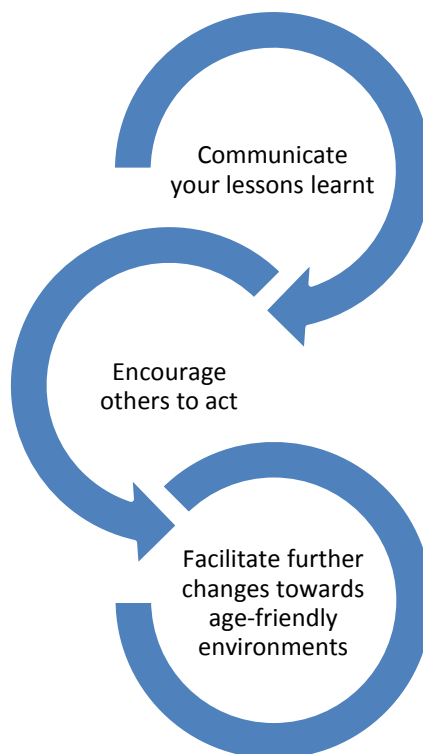 Communicate
your lessons learnt
Encourage
others to act
Facilitate further
changes towards
age-friendly
environments